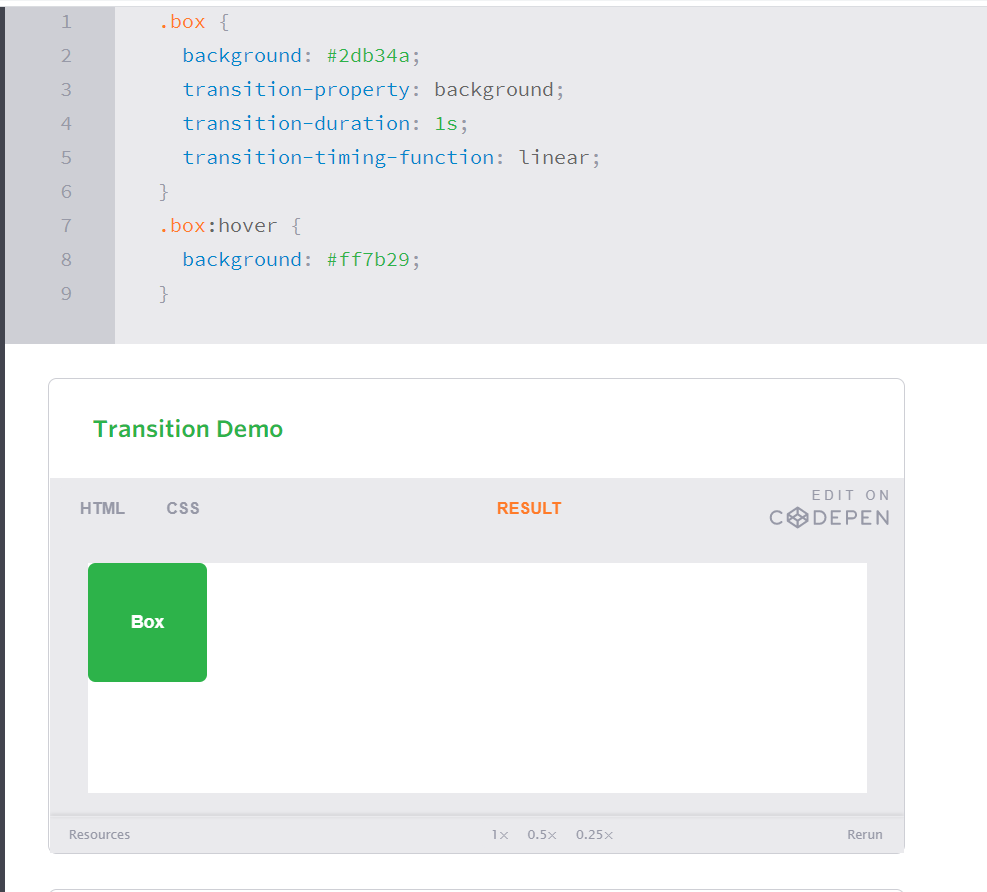 1 .box {
2 background: #2db34a;
3 transition-property: background;
4 transition-duration: 1s;
5 transition-timing-function: linear;
6 }
7 .box:hover {
8 background: #ff7b29;
9 }
Transition Demo
HTML CSS RESULT EDIT ON
CODEPEN
Box
Resources 1× 0.5× 0.25× Rerun